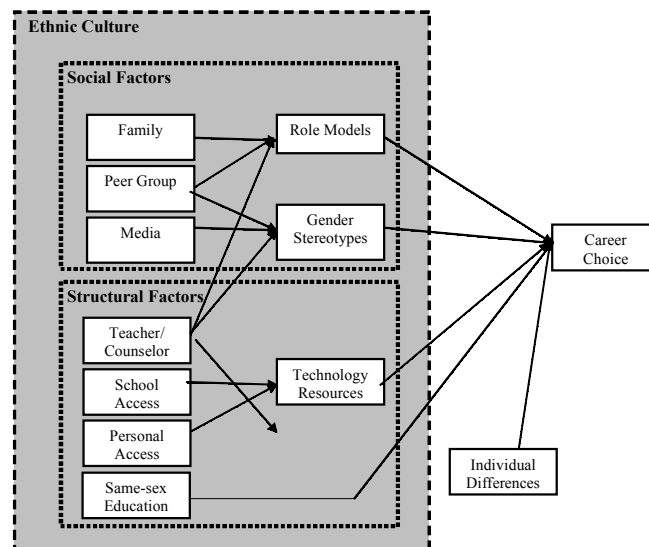 Ethnic Culture
Social Factors
Family
Role Models
Peer Group
Media
Gender
Stereotypes
Career
Choice
Structural Factors
Teacher/
Counselor
School
Access
Technology
Resources
Personal
Access
Same-sex
Education
Individual
Differences